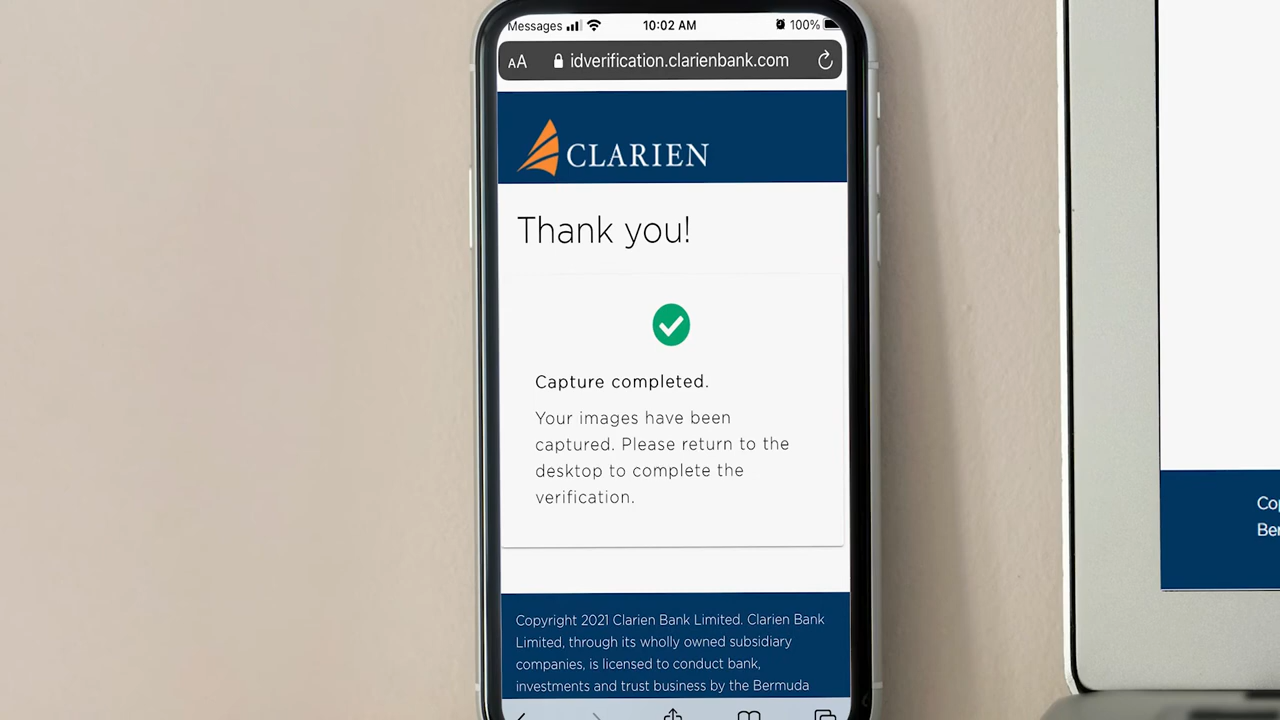 Messages
10:02 AM
100%
AA
idverification.clarienbank.com
CLARIEN
Thank you!
Capture completed.
Your images have been
captured. Please return to the
desktop to complete the
verification.
Copyright 2021 Clarien Bank Limited. Clarien Bank
Limited, through its wholly owned subsidiary
companies, is licensed to conduct bank,
investments and trust business by the Bermuda